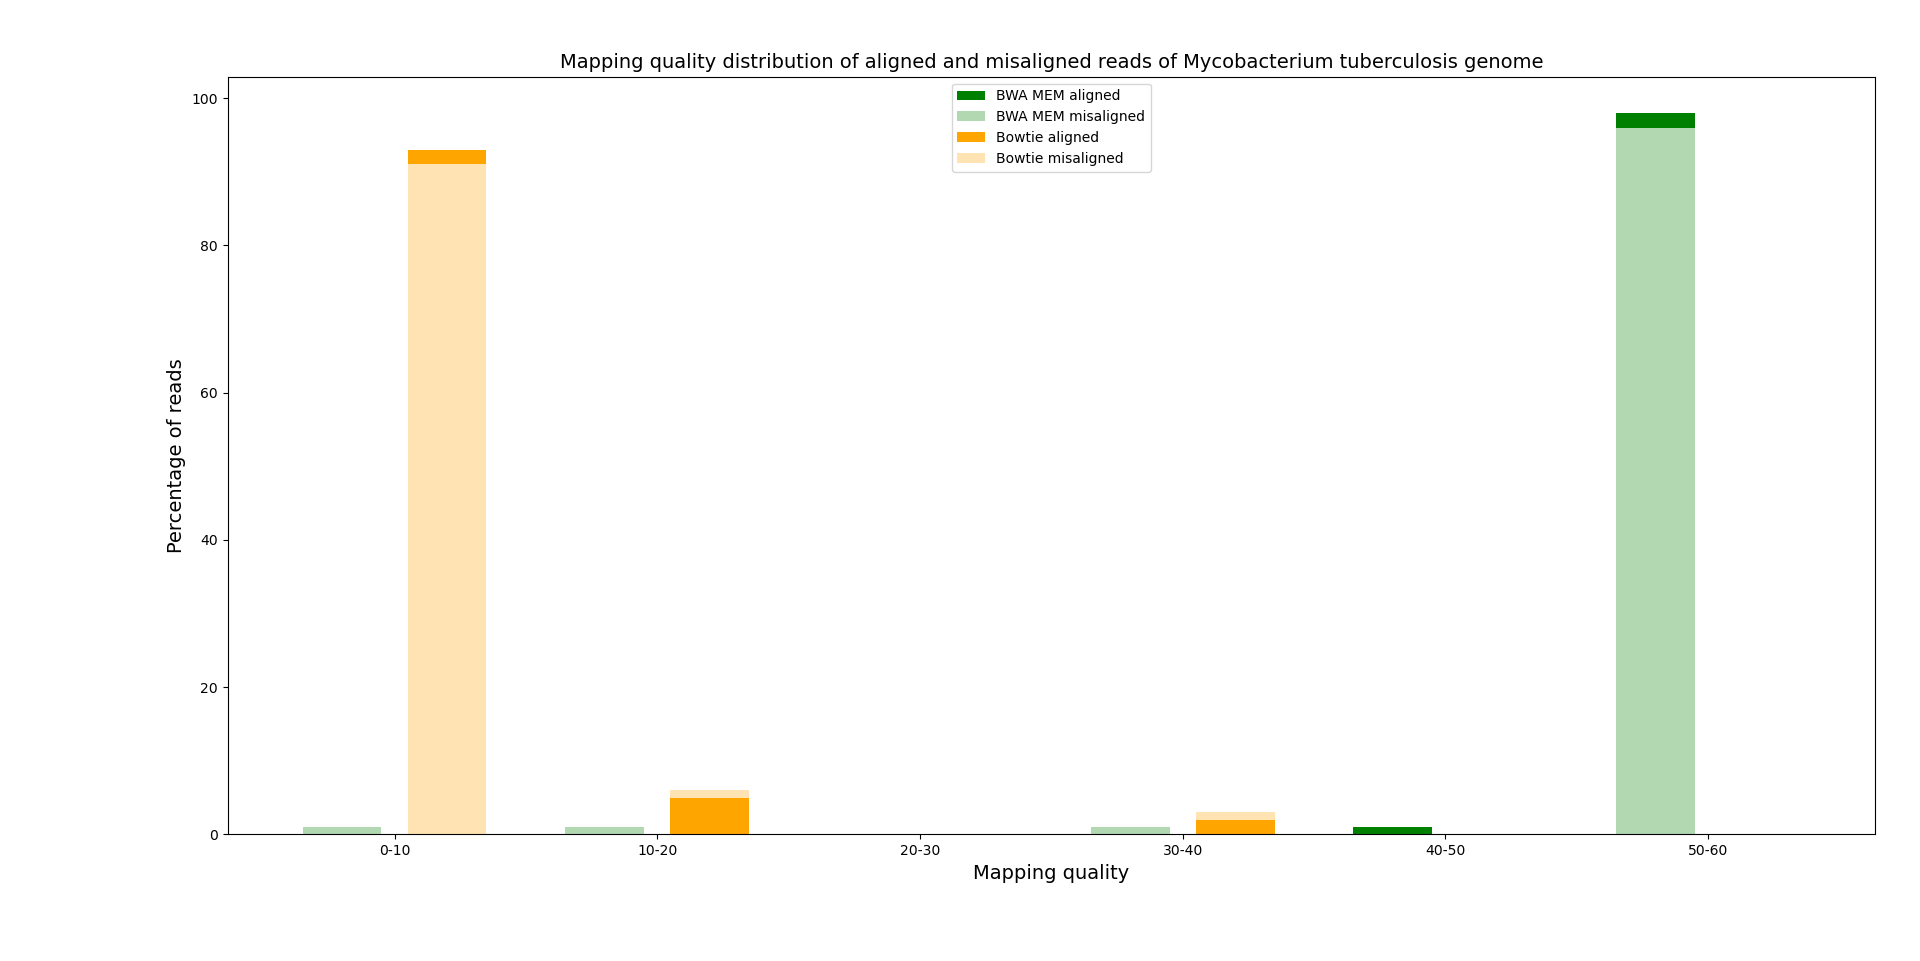 Mapping quality distribution of aligned and misaligned reads of Mycobacterium tuberculosis genome
BWA MEM aligned
BWA MEM misaligned
Bowtie aligned
Bowtie misaligned
Percentage of reads
100
80
60
40
20
0
0-10
10-20
20-30
30-40
40-50
50-60
Mapping quality